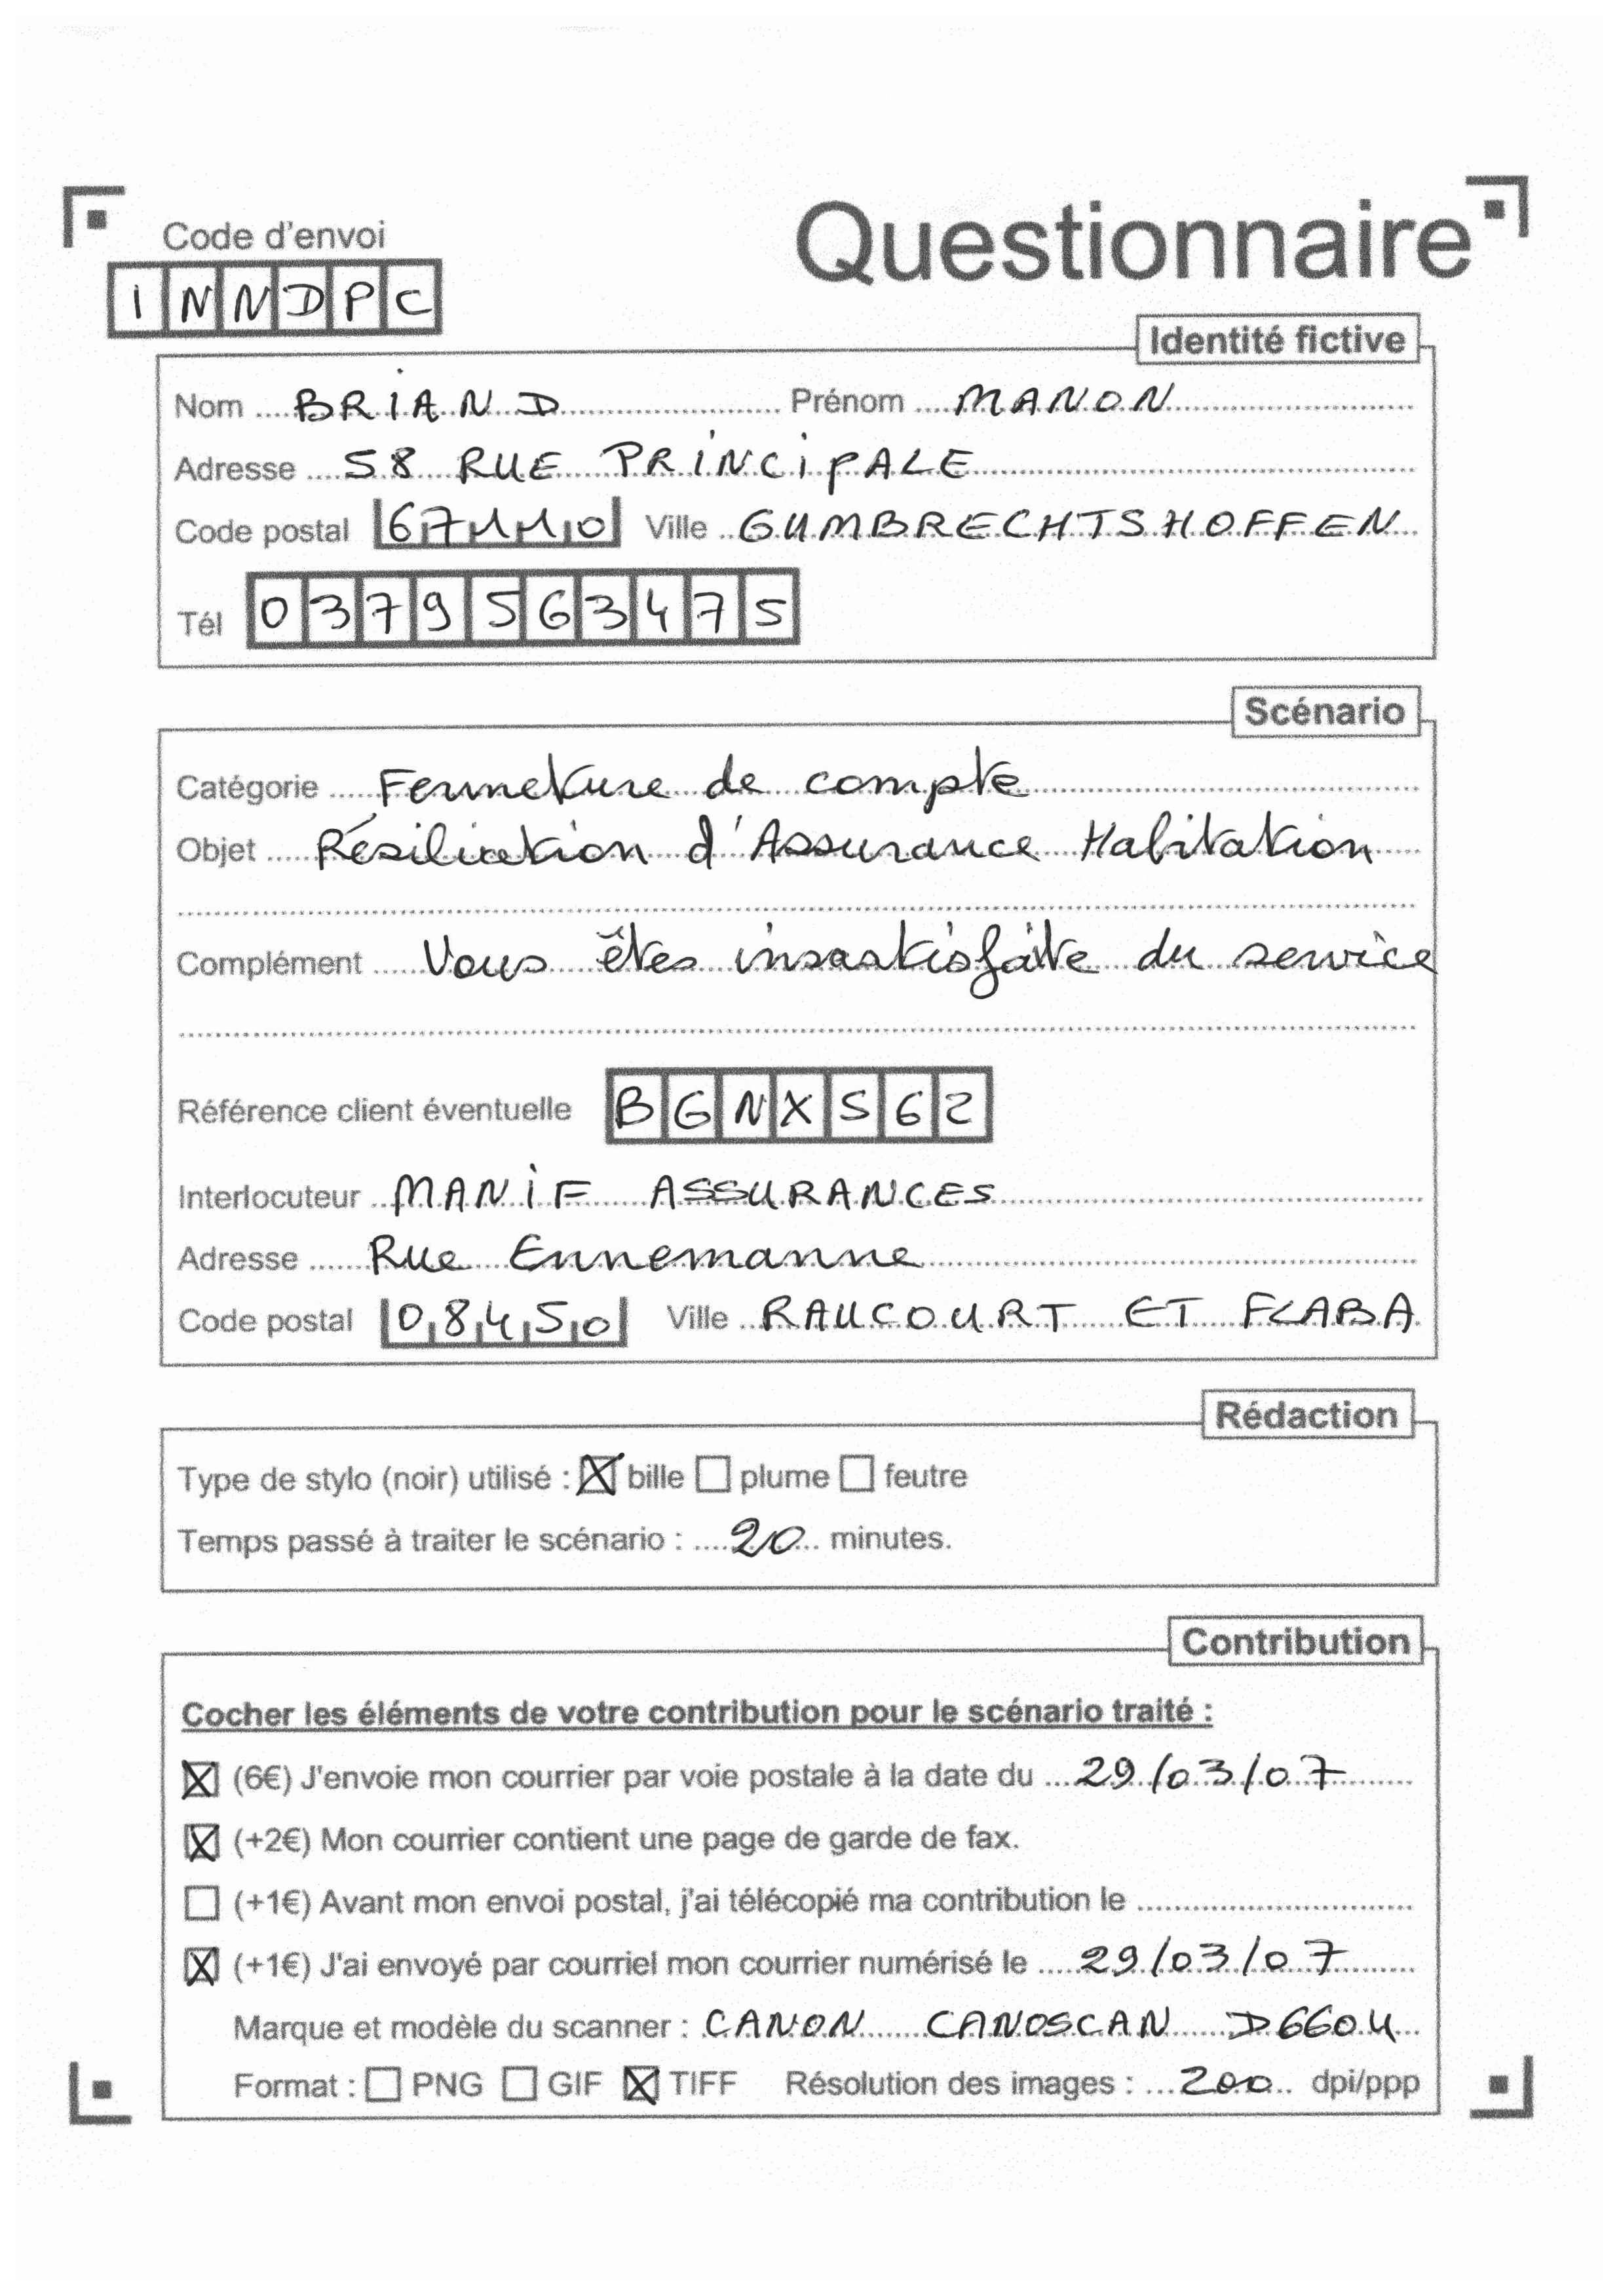 Code d'envoi
Questionnaire
INNDPC
Identité fictive
Nom BRIAND Prénom MANON
Adresse 58 RUE PRINCIPALE
Code postal 67110 Ville GUMBRECHTSHOFFEN
Tél 0379563475
Scénario
Catégorie Fermeture de compte
Objet Résiliation d'Assurance Habitation
Complément Vous êtes insatisfaite du service
Référence client éventuelle BGNXS62
Interlocuteur MANIF ASSURANCES
Adresse Rue Ennemanne
Code postal 08450 Ville RAUCOURT ET FLABA
Rédaction
Type de stylo (noir) utilisé : bille plume feutre
Temps passé à traiter le scénario : 20 minutes.
Contribution
Cocher les éléments de votre contribution pour le scénario traité :
(6€) J'envoie mon courrier par voie postale à la date du 29/03/07
(+2€) Mon courrier contient une page de garde de fax.
(+1€) Avant mon envoi postal, j'ai télécopié ma contribution le
(+1€) J'ai envoyé par courriel mon courrier numérisé le 29/03/07
Marque et modèle du scanner : CANON CANOSCAN D660U
Format : PNG GIF TIFF Résolution des images : 200 dpi/ppp